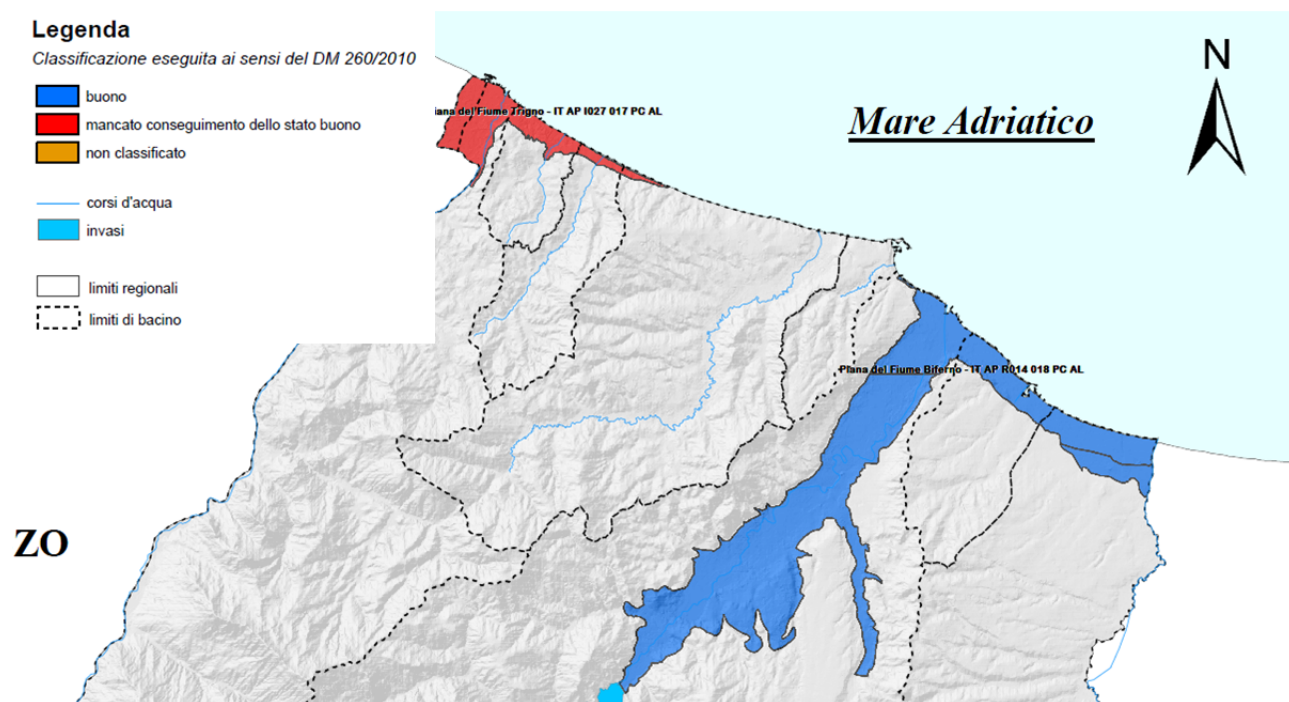 Legenda
Classificazione eseguita ai sensi del DM 260/2010
buono
mancato conseguimento dello stato buono
non classificato
corsi d'acqua
invasi
limiti regionali
limiti di bacino
iana del Fiume Trigno - IT AP I027 017 PC AL
Mare Adriatico
N
Piana del Fiume Biferno - IT AP R014 018 PC AL
ZO